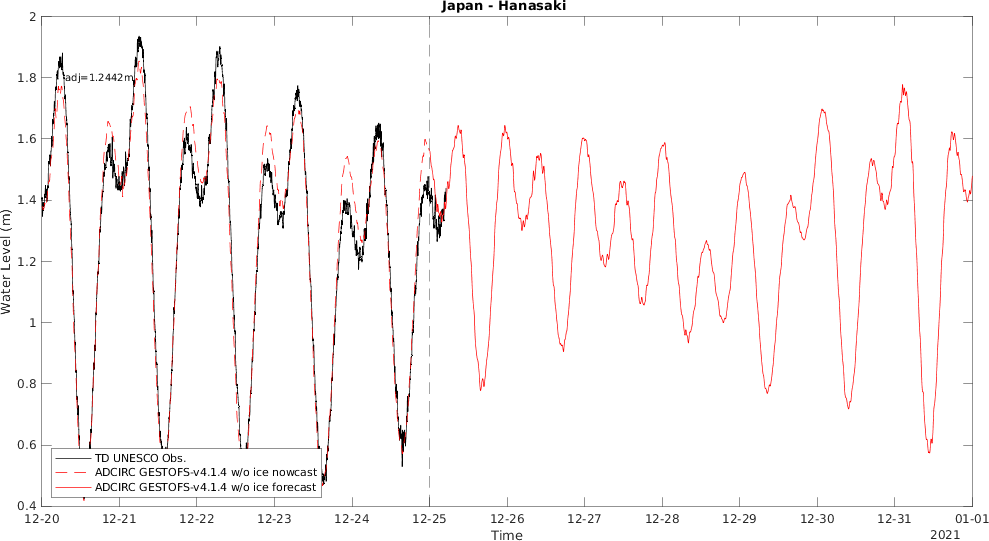 Japan - Hanasaki
2
1.8
1.6
1.4
1.2
1
0.8
0.6
0.4
Water Level (m)
adj=1.2442m
TD UNESCO Obs.
ADCIRC GESTOFS-v4.1.4 w/o ice nowcast
ADCIRC GESTOFS-v4.1.4 w/o ice forecast
12-20 12-21 12-22 12-23 12-24 12-25 12-26 12-27 12-28 12-29 12-30 12-31 01-01
Time
2021